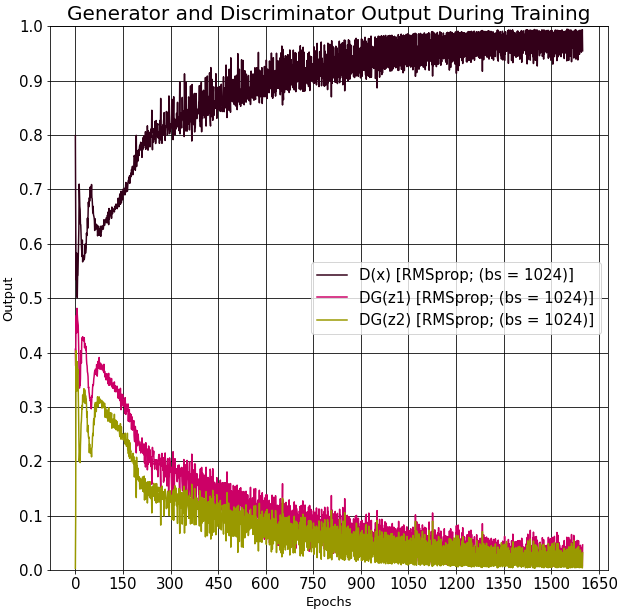 Generator and Discriminator Output During Training
1.0
0.9
0.8
0.7
0.6
0.5
0.4
0.3
0.2
0.1
0.0
Output
D(x) [RMSprop; (bs = 1024)]
DG(z1) [RMSprop; (bs = 1024)]
DG(z2) [RMSprop; (bs = 1024)]
0 150 300 450 600 750 900 1050 1200 1350 1500 1650
Epochs